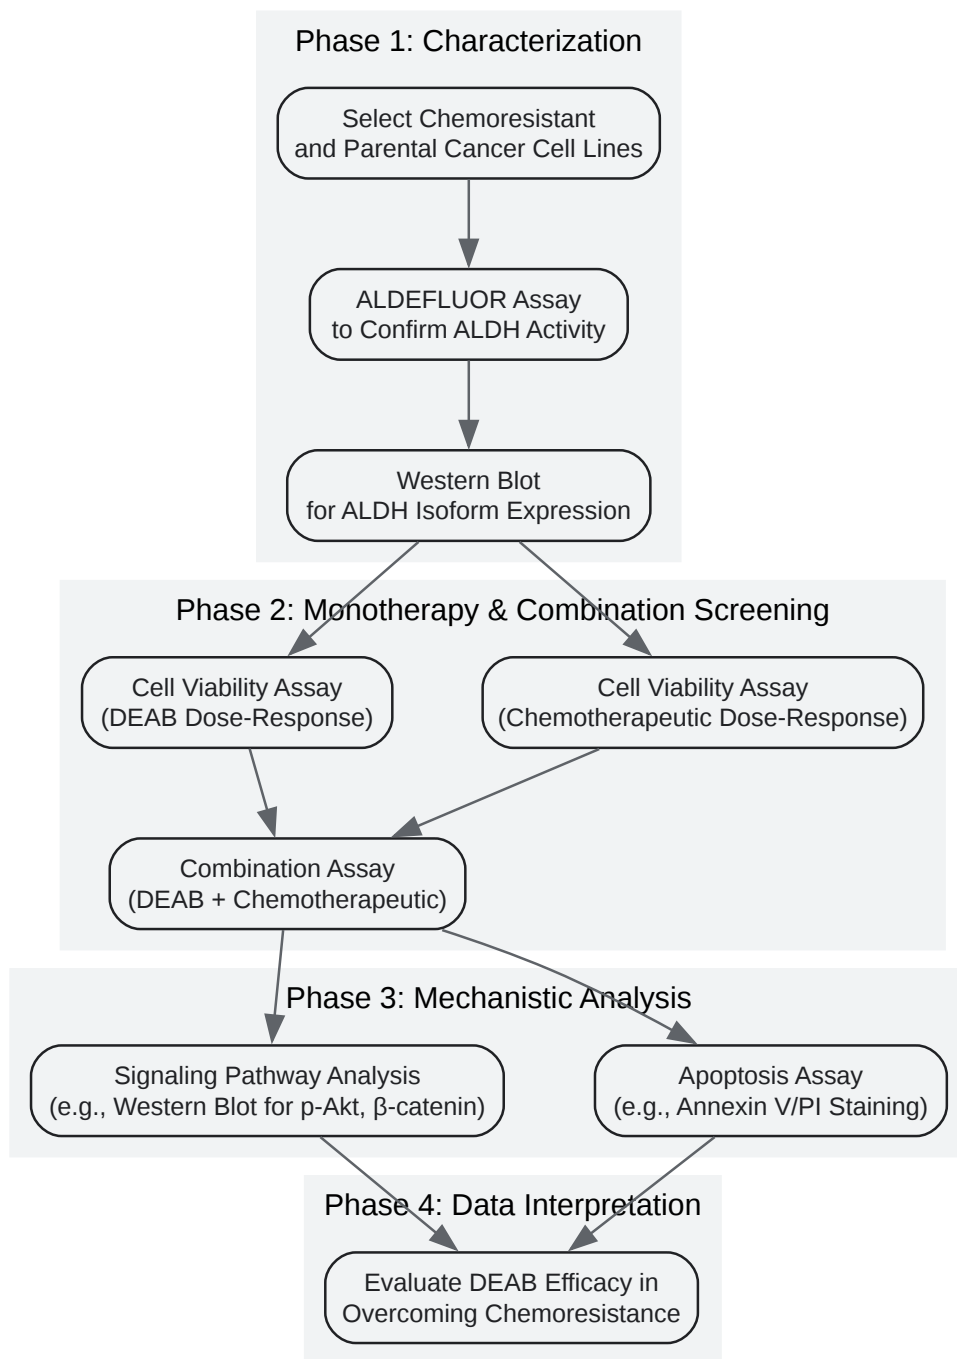 Phase 1: Characterization
Select Chemoresistant
and Parental Cancer Cell Lines
ALDEFLUOR Assay
to Confirm ALDH Activity
Western Blot
for ALDH Isoform Expression
Phase 2: Monotherapy & Combination Screening
Cell Viability Assay
(DEAB Dose-Response)
Cell Viability Assay
(Chemotherapeutic Dose-Response)
Combination Assay
(DEAB + Chemotherapeutic)
Phase 3: Mechanistic Analysis
Signaling Pathway Analysis
(e.g., Western Blot for p-Akt, β-catenin)
Apoptosis Assay
(e.g., Annexin V/PI Staining)
Phase 4: Data Interpretation
Evaluate DEAB Efficacy in
Overcoming Chemoresistance